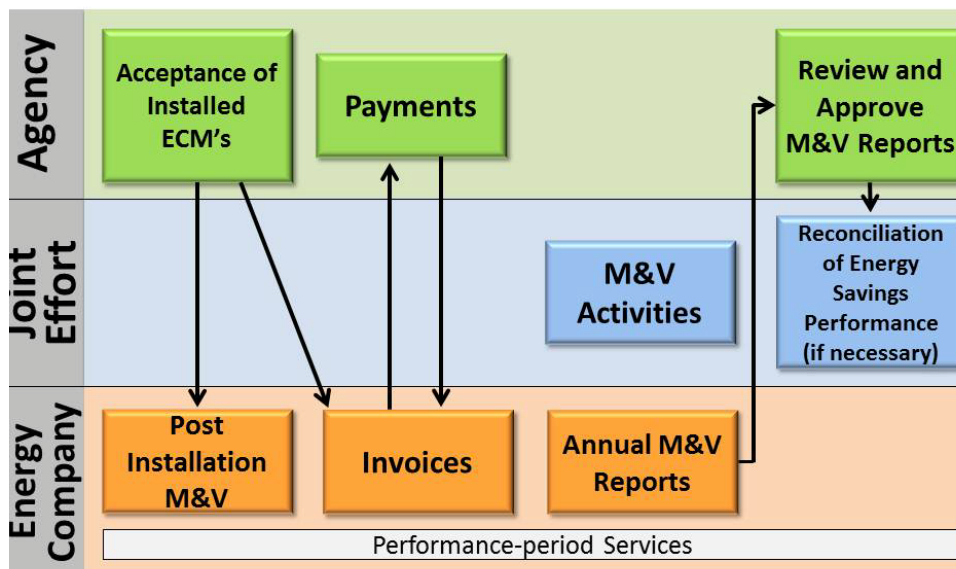 Agency
Acceptance of
Installed
ECM's
Payments
Review and
Approve
M&V Reports
Joint
Effort
M&V
Activities
Reconciliation
of Energy
Savings
Performance
(if necessary)
Energy
Company
Post
Installation
M&V
Invoices
Annual M&V
Reports
Performance-period Services